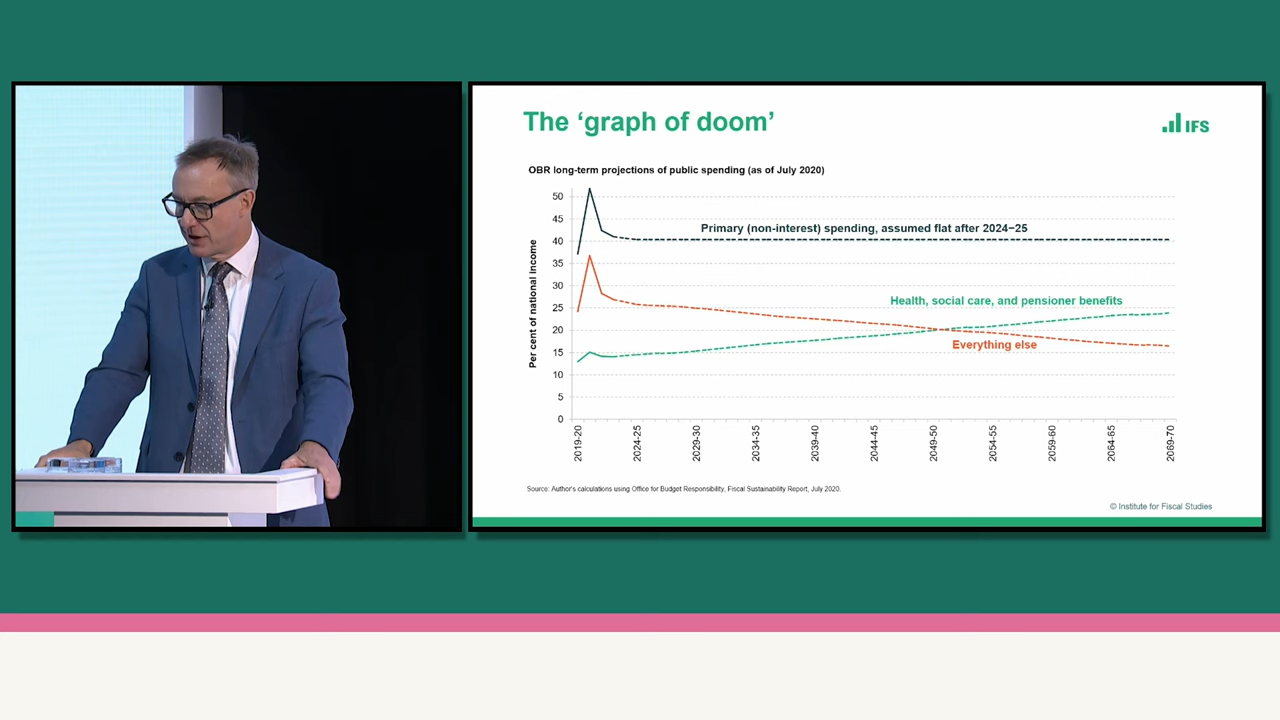 The ‘graph of doom’
IFS
OBR long-term projections of public spending (as of July 2020)
Per cent of national income
50
45
40
35
30
25
20
15
10
5
0
Primary (non-interest) spending, assumed flat after 2024−25
Health, social care, and pensioner benefits
Everything else
2019-20
2024-25
2029-30
2034-35
2039-40
2044-45
2049-50
2054-55
2059-60
2064-65
2069-70
Source: Author's calculations using Office for Budget Responsibility, Fiscal Sustainability Report, July 2020.
© Institute for Fiscal Studies